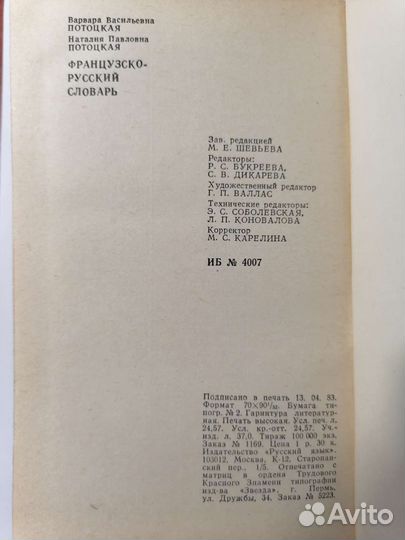 Варвара Васильевна
ПОТОЦКАЯ
Наталия Павловна
ПОТОЦКАЯ
ФРАНЦУЗСКО-
РУССКИЙ
СЛОВАРЬ
Зав. редакцией
М. Е. ШЕВЬЕВА
Редакторы:
Р. С. БУКРЕЕВА,
С. В. ДИКАРЕВА
Художественный редактор
Г. П. ВАЛЛАС
Технические редакторы:
Э. С. СОБОЛЕВСКАЯ,
Л. П. КОНОВАЛОВА
Корректор
М. С. КАРЕЛИНА
ИБ № 4007
Подписано в печать 13. 04. 83.
Формат 70×90¹/₃₂. Бумага ти-
погр. № 2. Гарнитура литератур-
ная. Печать высокая. Усл. печ. л.
24,57. Усл. кр.-отт. 24,57. Уч.-
изд. л. 37,0. Тираж 100 000 экз.
Заказ № 1169. Цена 1 р. 30 к.
Издательство «Русский язык».
103012, Москва, К-12. Старопан-
ский пер., 1/5. Отпечатано с
матриц в ордена Трудового
Красного Знамени типографии
изд-ва «Звезда», г. Пермь,
ул. Дружбы, 34. Заказ № 5223.
Avito